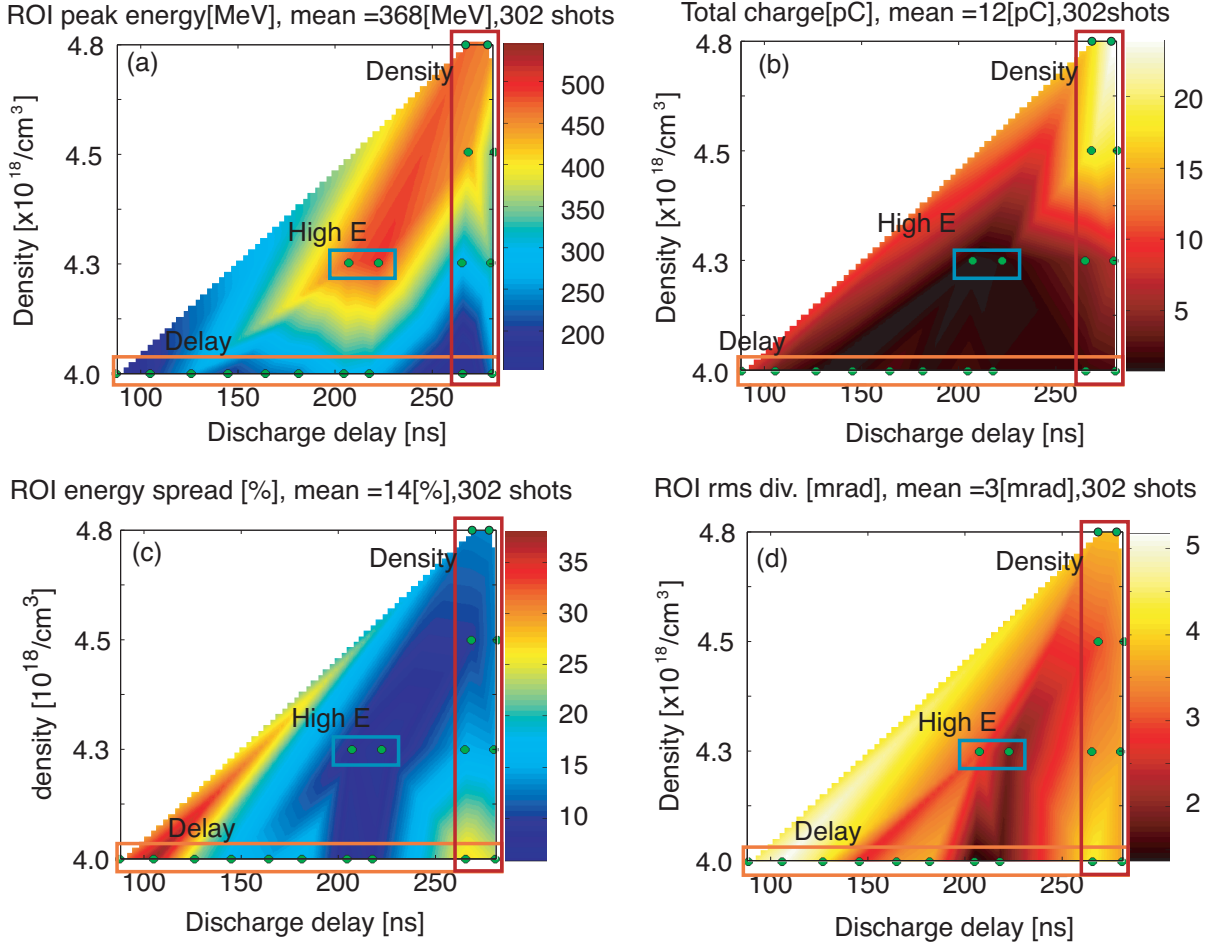 ROI peak energy[MeV], mean =368[MeV],302 shots
(a)
Density
High E
Delay
4.8
4.5
4.3
4.0
Density [x10¹⁸/cm³]
100
150
200
250
Discharge delay [ns]
500
450
400
350
300
250
200
Total charge[pC], mean =12[pC],302shots
(b)
Density
High E
Delay
4.8
4.5
4.3
4.0
Density [x10¹⁸/cm³]
100
150
200
250
Discharge delay [ns]
20
15
10
5
ROI energy spread [%], mean =14[%],302 shots
(c)
Density
High E
Delay
4.8
4.5
4.3
4.0
density [10¹⁸/cm³]
100
150
200
250
Discharge delay [ns]
35
30
25
20
15
10
ROI rms div. [mrad], mean =3[mrad],302 shots
(d)
Density
High E
Delay
4.8
4.5
4.3
4.0
Density [x10¹⁸/cm³]
100
150
200
250
Discharge delay [ns]
5
4
3
2